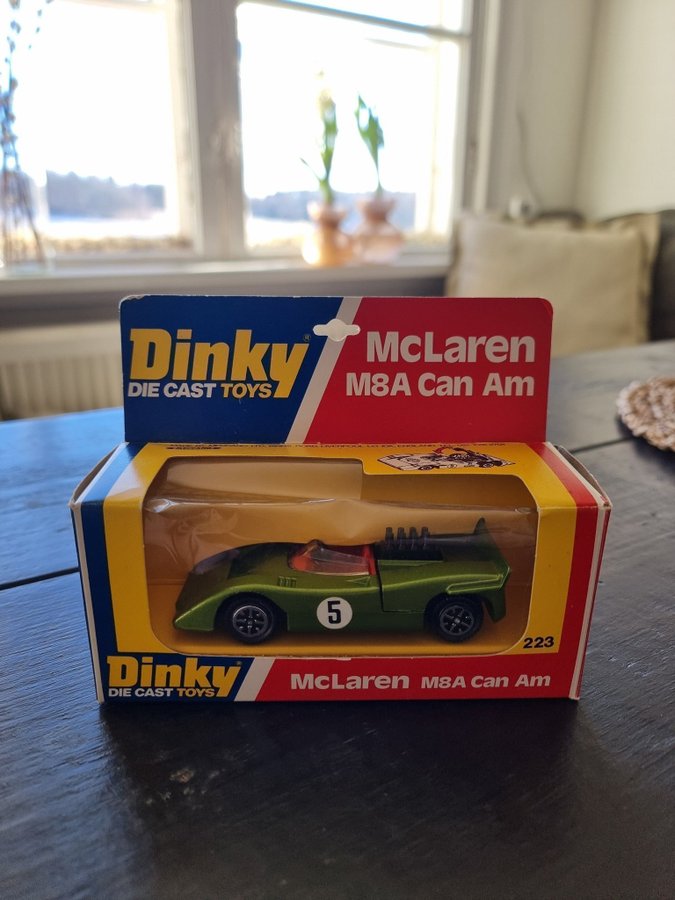 Dinky
DIE CAST TOYS
McLaren
M8A Can Am
5
223
Dinky
DIE CAST TOYS
McLaren M8A Can Am